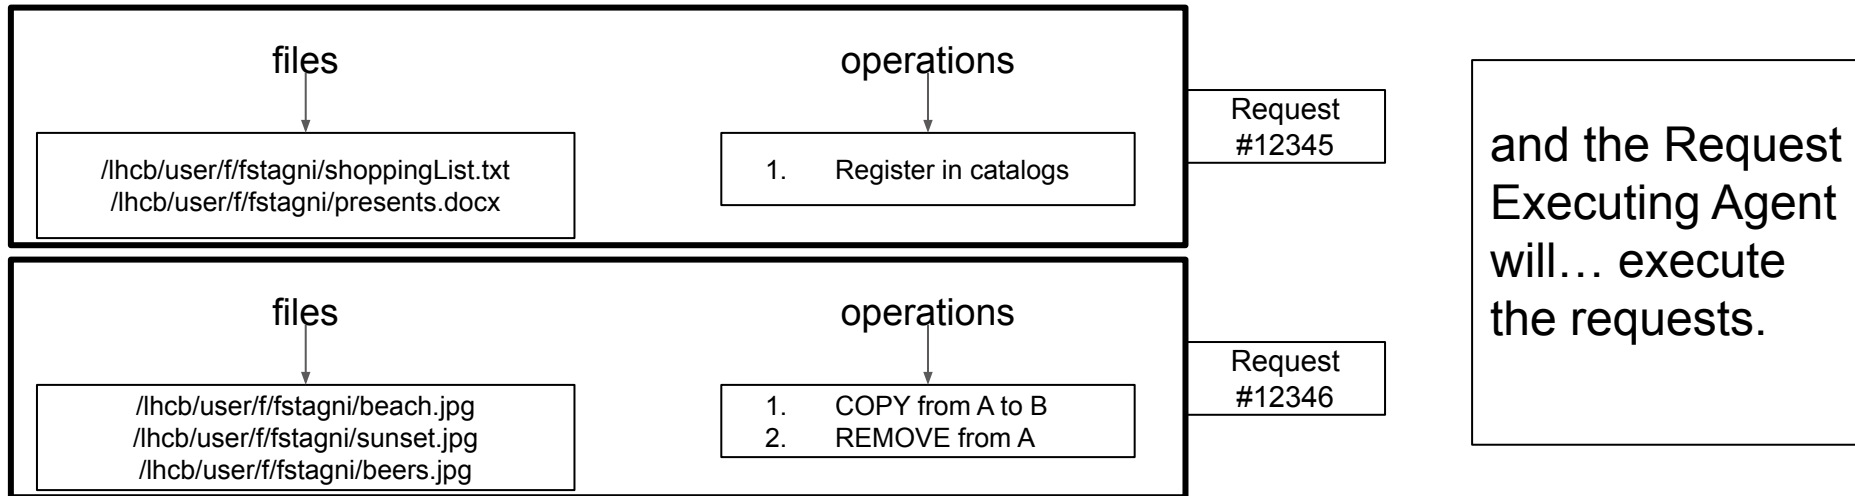 files
operations
/lhcb/user/f/fstagni/shoppingList.txt
/lhcb/user/f/fstagni/presents.docx
1. Register in catalogs
Request
#12345
files
operations
/lhcb/user/f/fstagni/beach.jpg
/lhcb/user/f/fstagni/sunset.jpg
/lhcb/user/f/fstagni/beers.jpg
1. COPY from A to B
2. REMOVE from A
Request
#12346
and the Request
Executing Agent
will… execute
the requests.